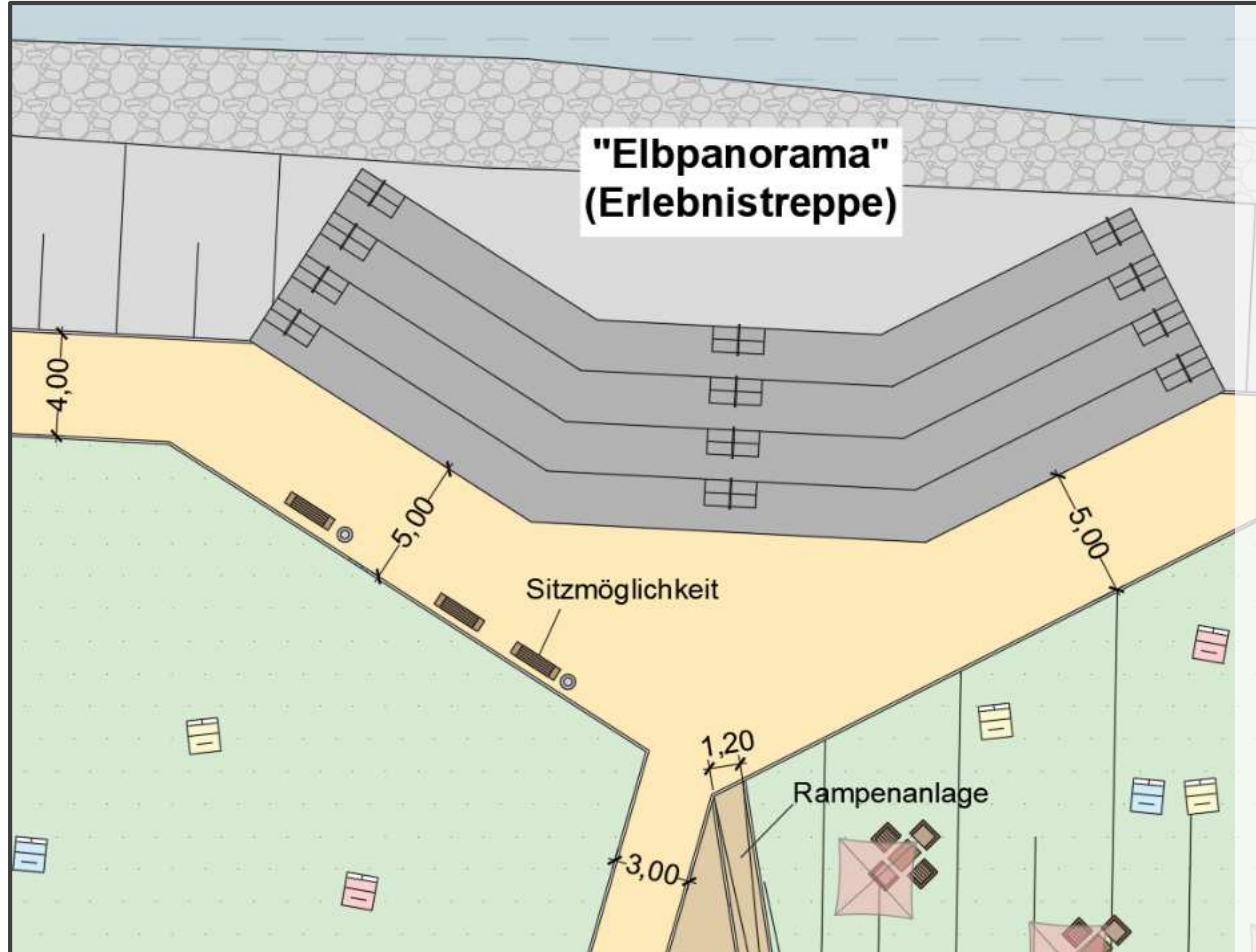 "Elbpanorama"
(Erlebnistreppe)
4,00
5,00
5,00
Sitzmöglichkeit
1,20
Rampenanlage
3,00